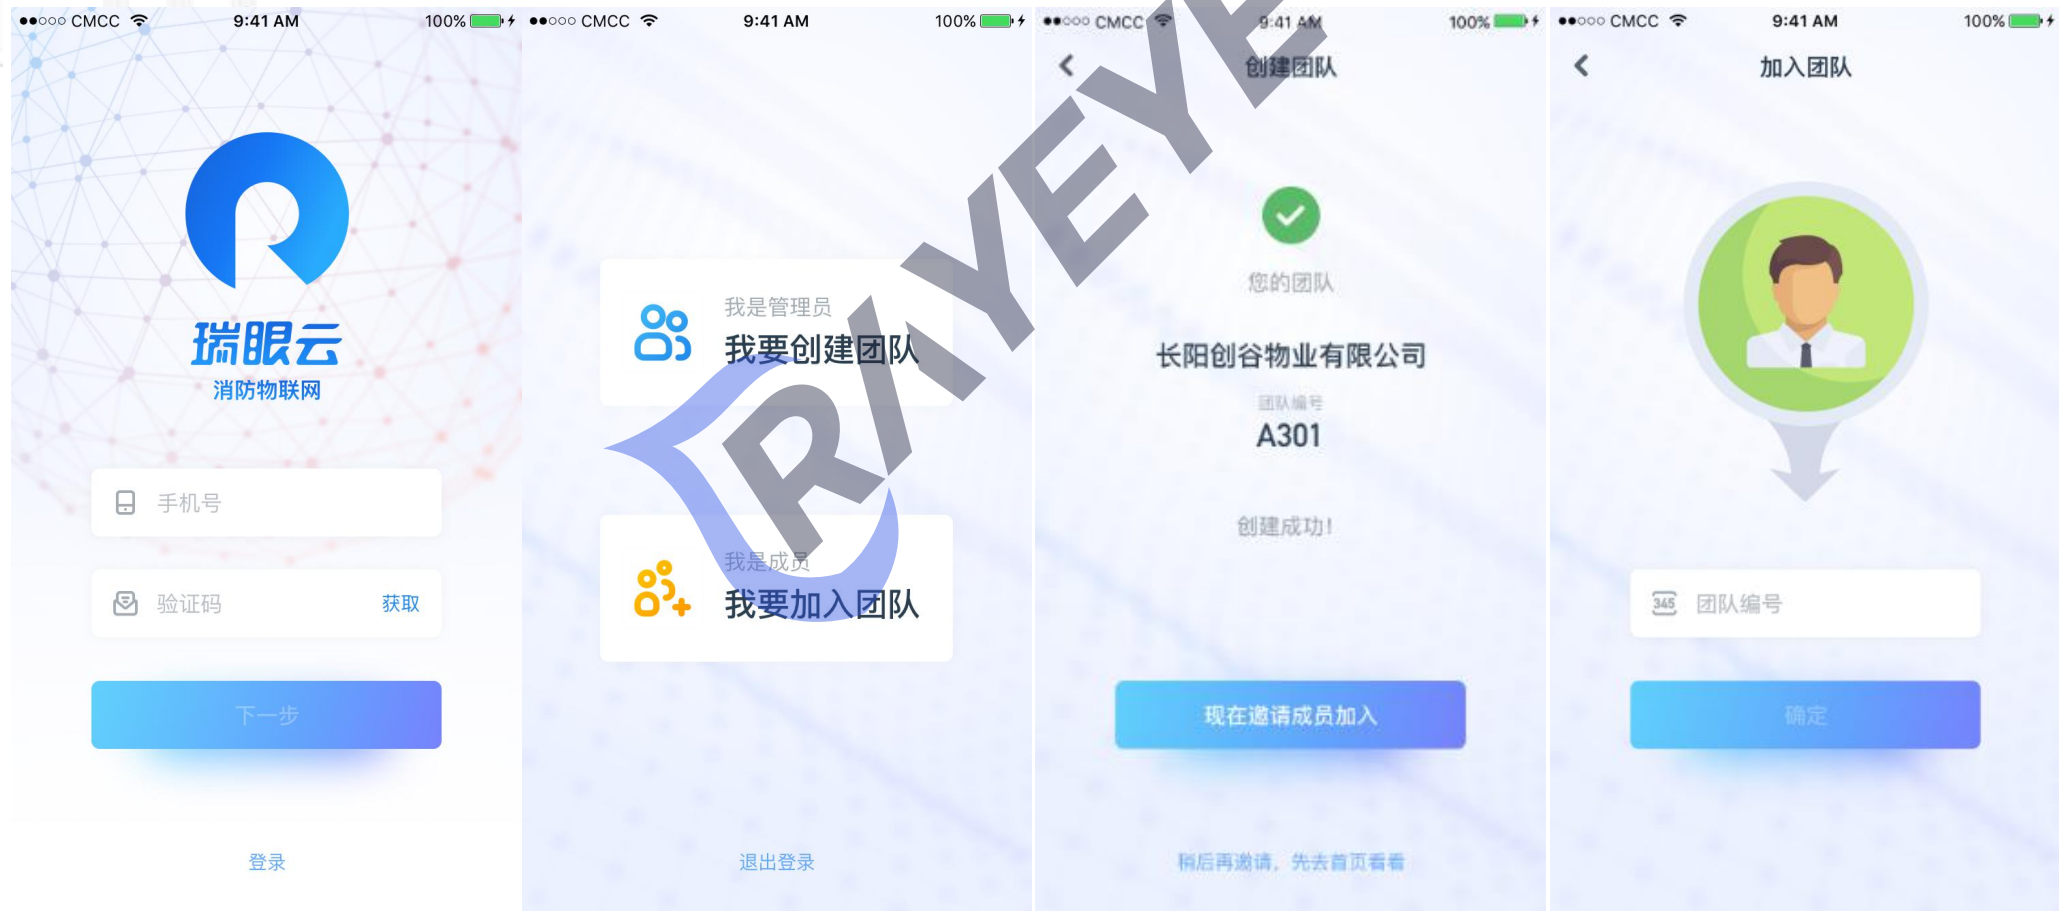 CMCC 9:41 AM 100%
瑞眼云
消防物联网
手机号
验证码 获取
下一步
登录
CMCC 9:41 AM 100%
我是管理员
我要创建团队
我是成员
我要加入团队
退出登录
CMCC 9:41 AM 100%
创建团队
您的团队
长阳创谷物业有限公司
团队编号
A301
创建成功!
现在邀请成员加入
稍后再邀请,先去首页看看
CMCC 9:41 AM 100%
加入团队
345 团队编号
确定
RAYEYE